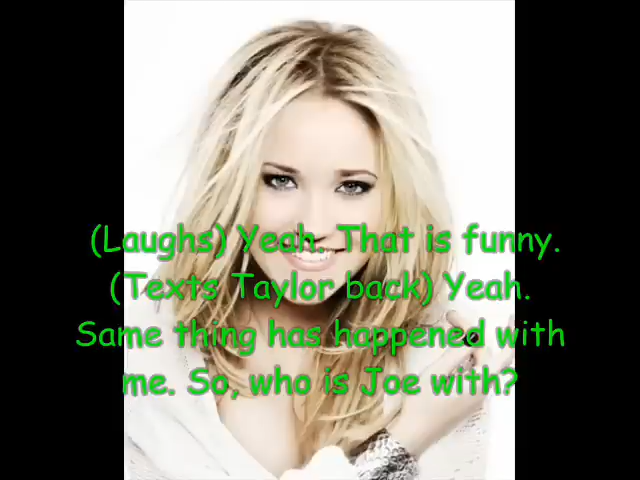 (Laughs) Yeah. That is funny.
(Texts Taylor back) Yeah.
Same thing has happened with
me. So, who is Joe with?